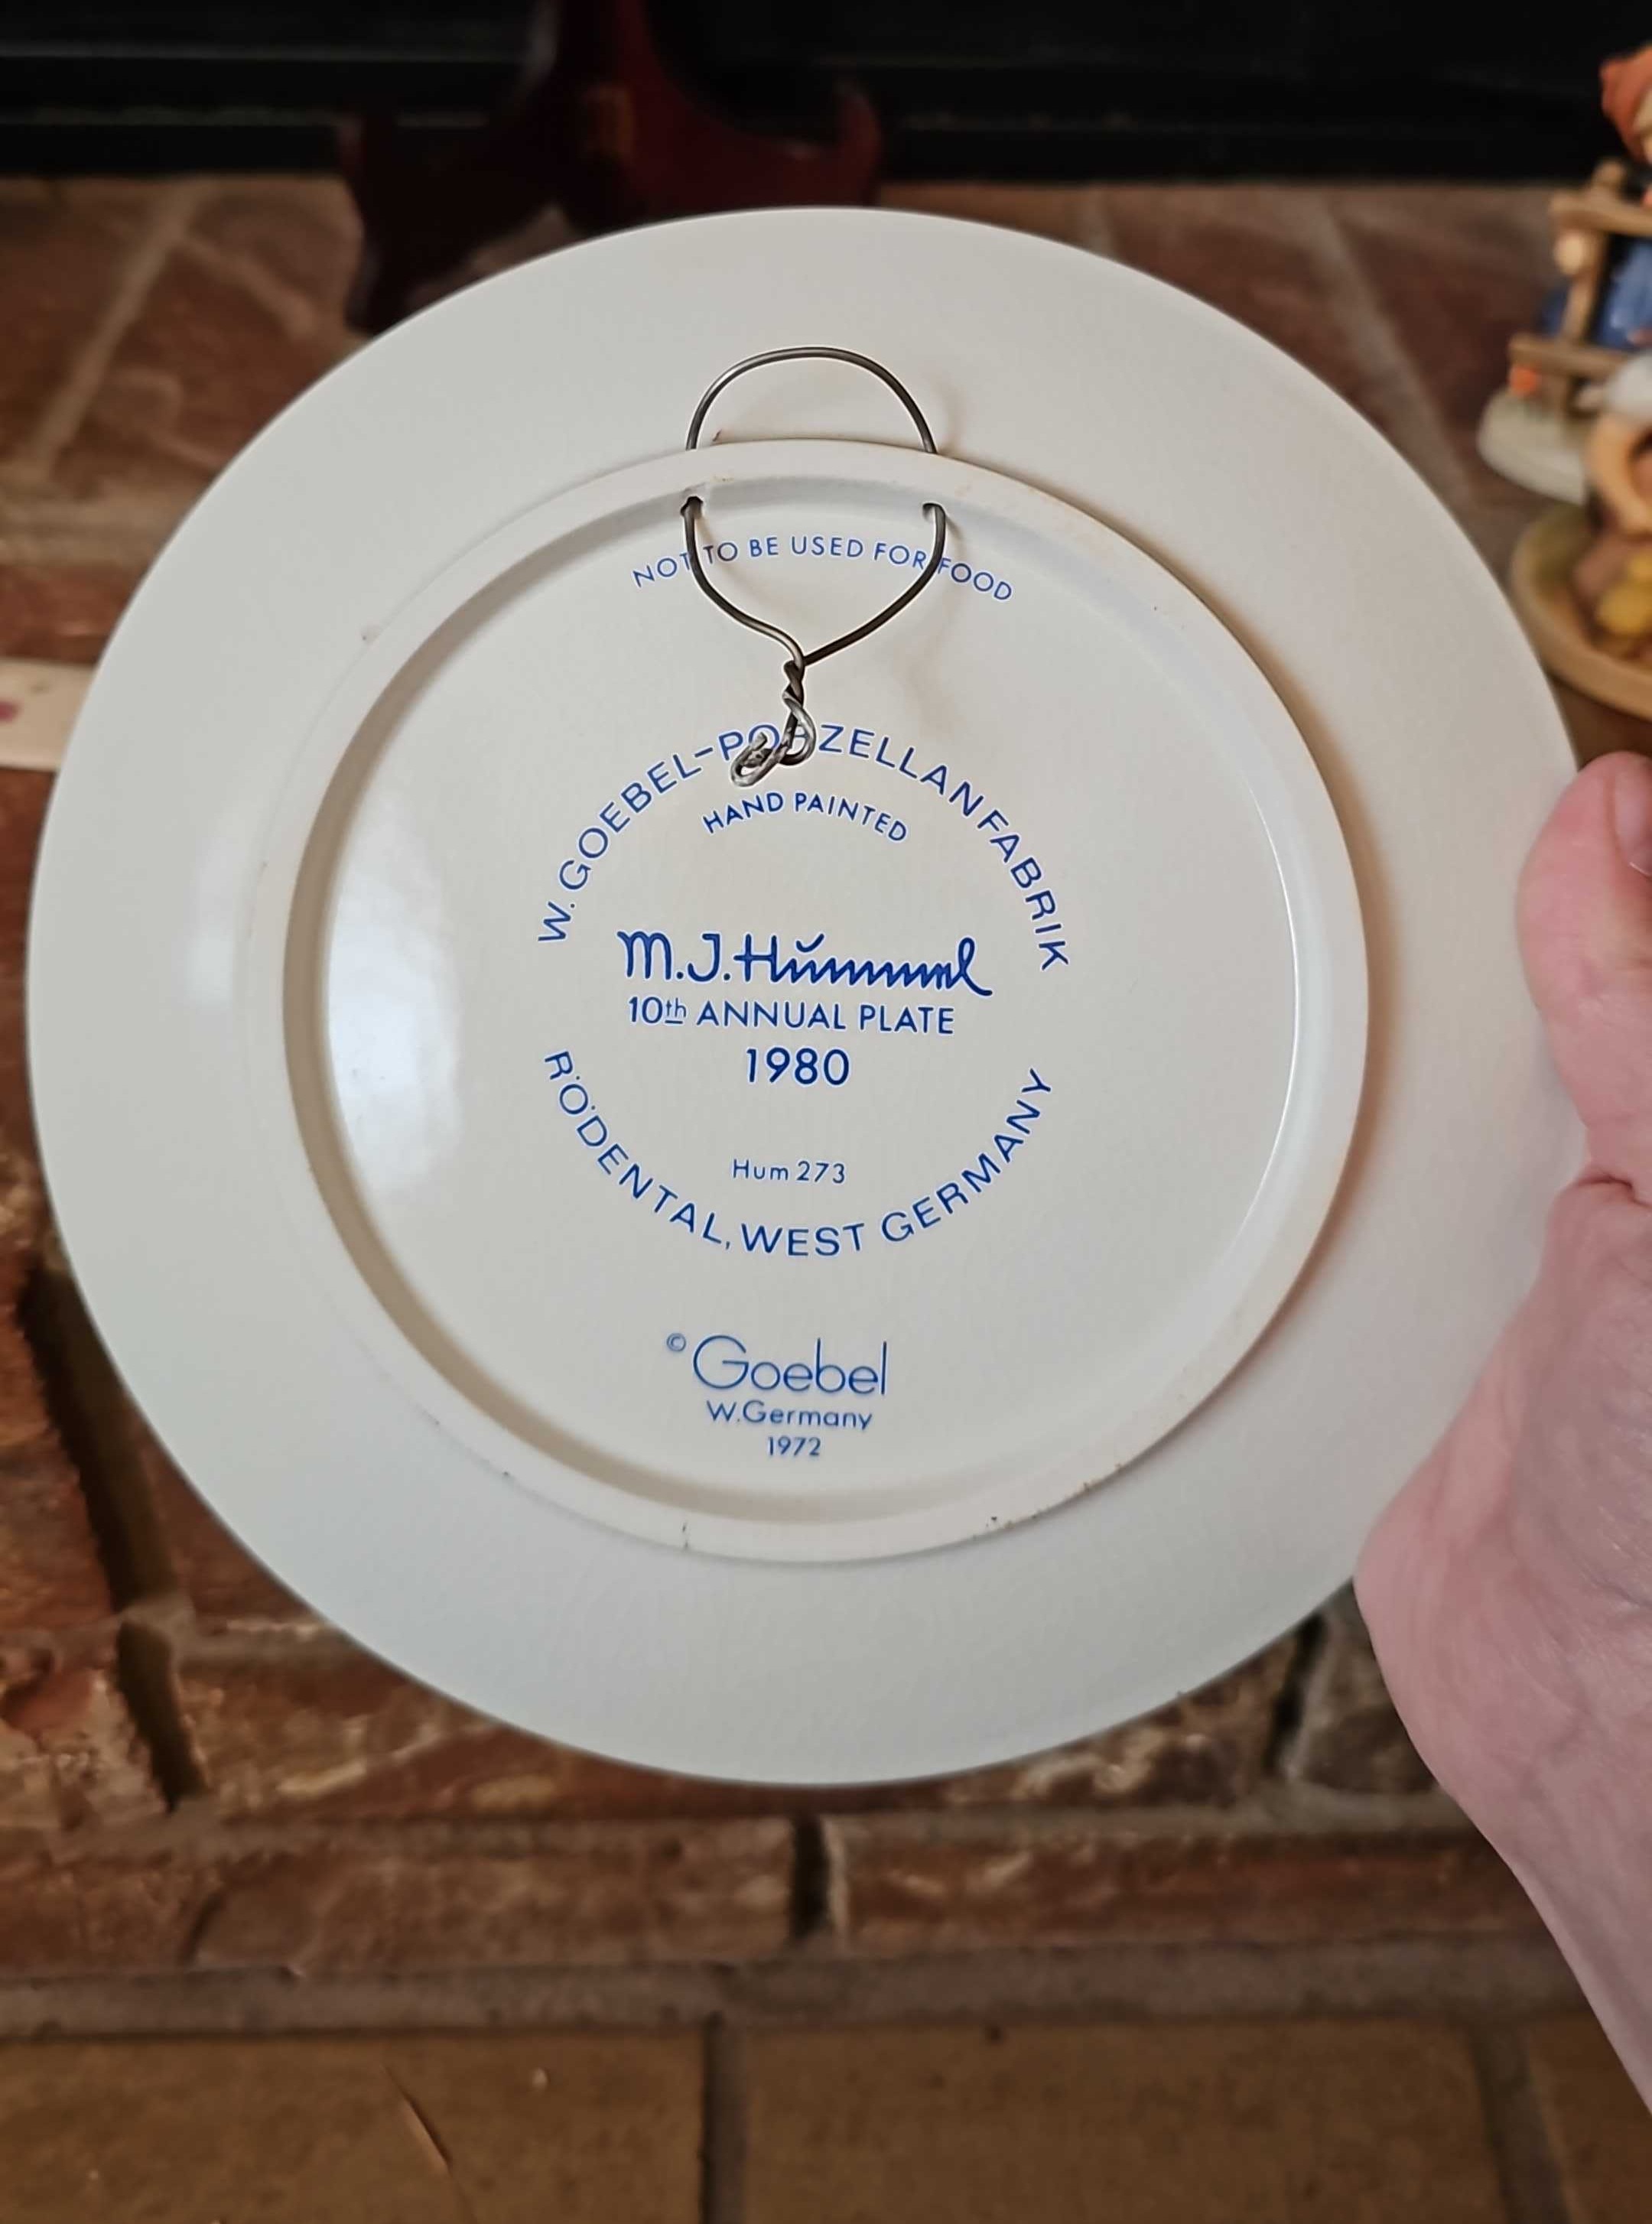 NOT TO BE USED FOR FOOD
W. GOEBEL-PORZELLANFABRIK
HAND PAINTED
M.J. Hummel
10th ANNUAL PLATE
1980
Hum 273
RÖDENTAL, WEST GERMANY
© Goebel
W. Germany
1972